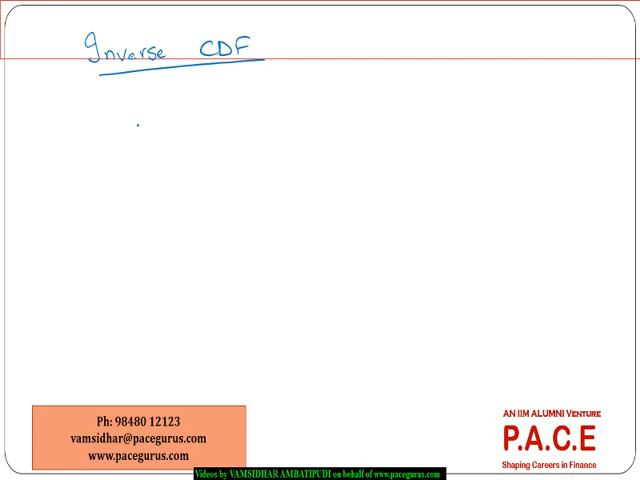 Inverse CDF
Ph: 98480 12123
vamsidhar@pacegurus.com
www.pacegurus.com
AN IIM ALUMNI VENTURE
P.A.C.E
Shaping Careers in Finance
Videos by VAMSIDHAR AMBATIPUDI on behalf of www.pacegurus.com